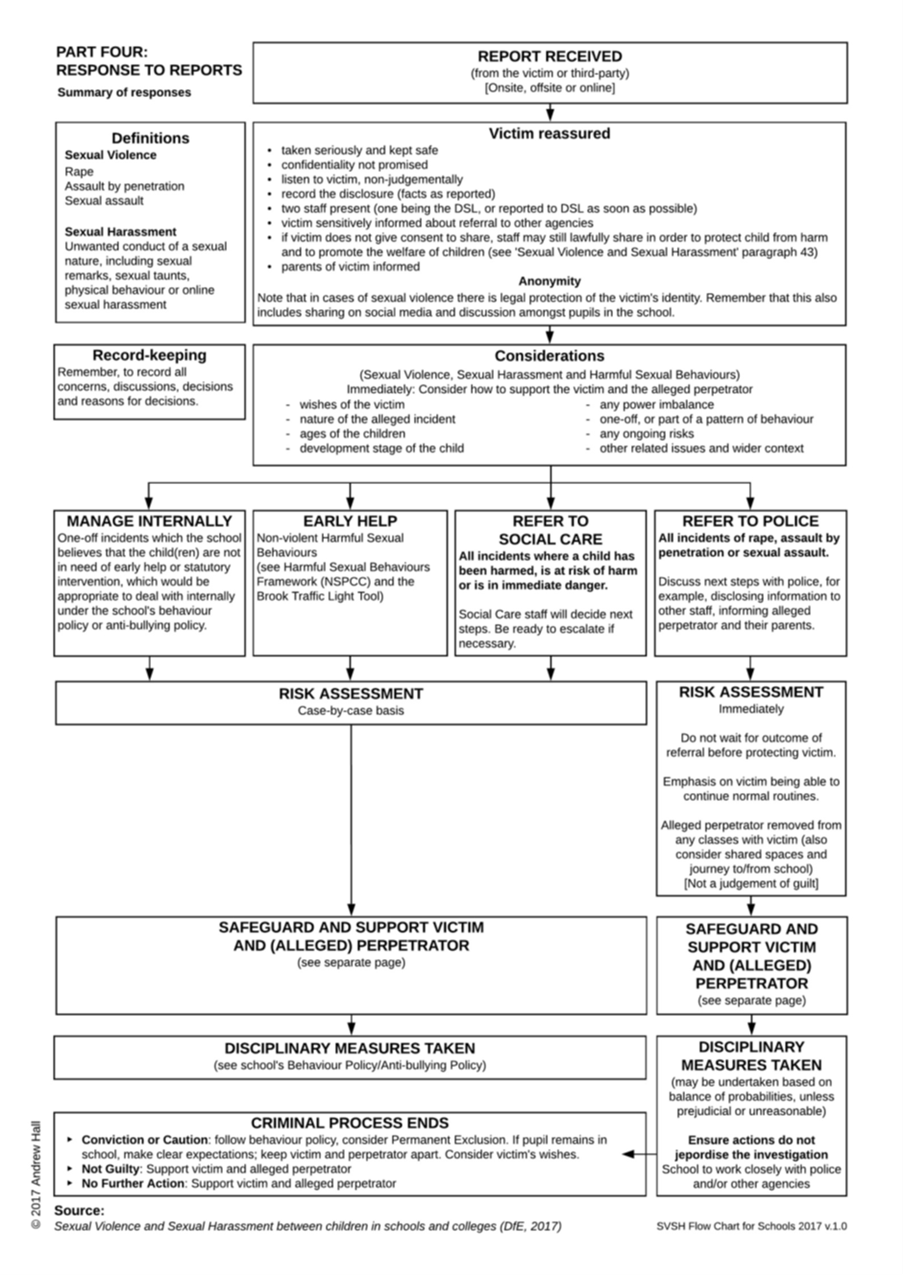 PART FOUR:
RESPONSE TO REPORTS
Summary of responses
REPORT RECEIVED
(from the victim or third-party)
[Onsite, offsite or online]
Definitions
Sexual Violence
Rape
Assault by penetration
Sexual assault
Sexual Harassment
Unwanted conduct of a sexual
nature, including sexual
remarks, sexual taunts,
physical behaviour or online
sexual harassment
Victim reassured
• taken seriously and kept safe
• confidentiality not promised
• listen to victim, non-judgementally
• record the disclosure (facts as reported)
• two staff present (one being the DSL, or reported to DSL as soon as possible)
• victim sensitively informed about referral to other agencies
• if victim does not give consent to share, staff may still lawfully share in order to protect child from harm
and to promote the welfare of children (see 'Sexual Violence and Sexual Harassment' paragraph 43)
• parents of victim informed
Anonymity
Note that in cases of sexual violence there is legal protection of the victim's identity. Remember that this also
includes sharing on social media and discussion amongst pupils in the school.
Record-keeping
Remember, to record all
concerns, discussions, decisions
and reasons for decisions.
Considerations
(Sexual Violence, Sexual Harassment and Harmful Sexual Behaviours)
Immediately: Consider how to support the victim and the alleged perpetrator
- wishes of the victim
- nature of the alleged incident
- ages of the children
- development stage of the child
- any power imbalance
- one-off, or part of a pattern of behaviour
- any ongoing risks
- other related issues and wider context
MANAGE INTERNALLY
One-off incidents which the school
believes that the child(ren) are not
in need of early help or statutory
intervention, which would be
appropriate to deal with internally
under the school's behaviour
policy or anti-bullying policy.
EARLY HELP
Non-violent Harmful Sexual
Behaviours
(see Harmful Sexual Behaviours
Framework (NSPCC) and the
Brook Traffic Light Tool)
REFER TO
SOCIAL CARE
All incidents where a child has
been harmed, is at risk of harm
or is in immediate danger.
Social Care staff will decide next
steps. Be ready to escalate if
necessary.
REFER TO POLICE
All incidents of rape, assault by
penetration or sexual assault.
Discuss next steps with police, for
example, disclosing information to
other staff, informing alleged
perpetrator and their parents.
RISK ASSESSMENT
Case-by-case basis
RISK ASSESSMENT
Immediately
Do not wait for outcome of
referral before protecting victim.
Emphasis on victim being able to
continue normal routines.
Alleged perpetrator removed from
any classes with victim (also
consider shared spaces and
journey to/from school)
[Not a judgement of guilt]
SAFEGUARD AND SUPPORT VICTIM
AND (ALLEGED) PERPETRATOR
(see separate page)
SAFEGUARD AND
SUPPORT VICTIM
AND (ALLEGED)
PERPETRATOR
(see separate page)
DISCIPLINARY MEASURES TAKEN
(see school's Behaviour Policy/Anti-bullying Policy)
DISCIPLINARY
MEASURES TAKEN
(may be undertaken based on
balance of probabilities, unless
prejudicial or unreasonable)
Ensure actions do not
jepordise the investigation
School to work closely with police
and/or other agencies
CRIMINAL PROCESS ENDS
‣ Conviction or Caution: follow behaviour policy, consider Permanent Exclusion. If pupil remains in
school, make clear expectations; keep victim and perpetrator apart. Consider victim's wishes.
‣ Not Guilty: Support victim and alleged perpetrator
‣ No Further Action: Support victim and alleged perpetrator
© 2017 Andrew Hall
Source:
Sexual Violence and Sexual Harassment between children in schools and colleges (DfE, 2017)
SVSH Flow Chart for Schools 2017 v.1.0